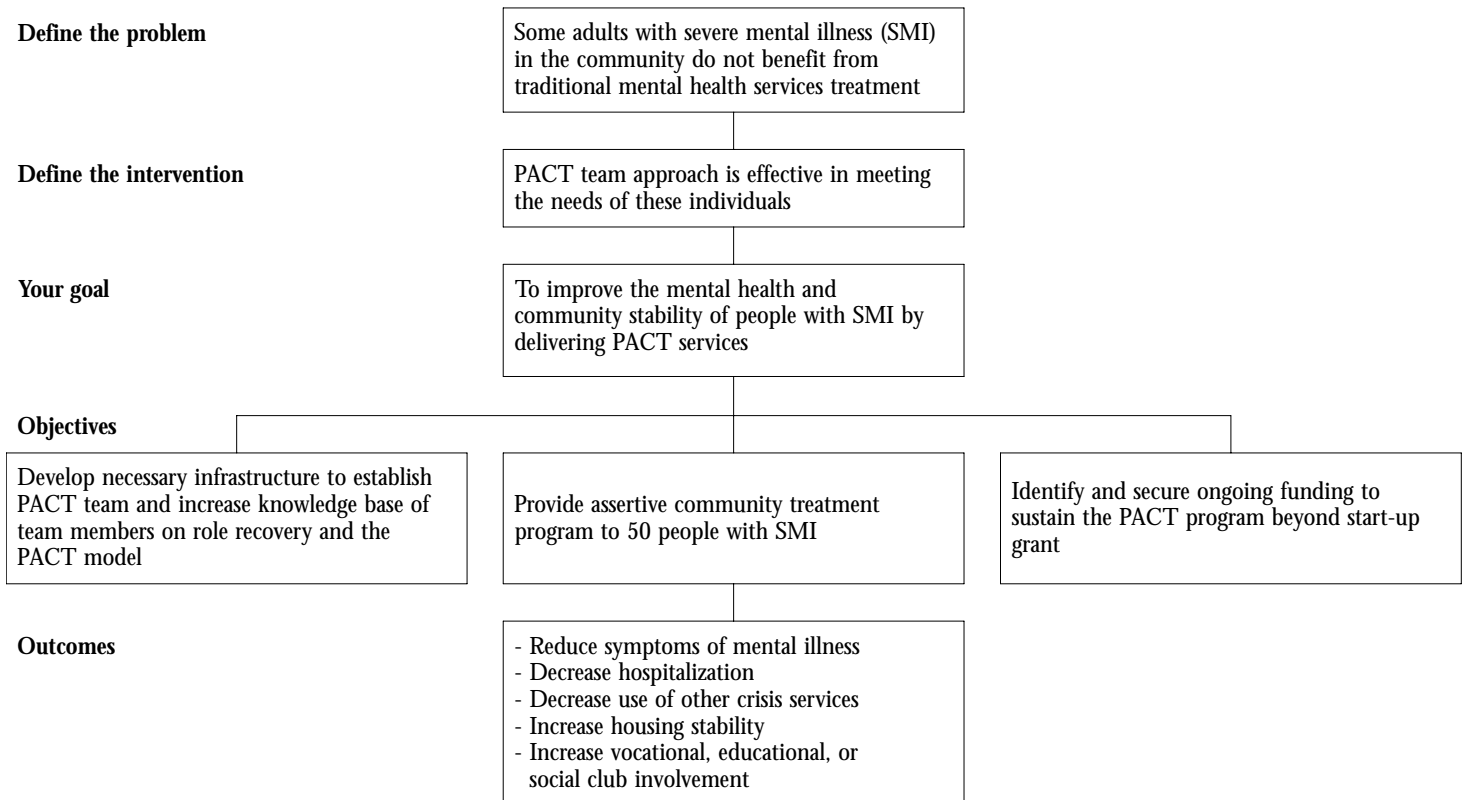 Define the problem
Some adults with severe mental illness (SMI)
in the community do not benefit from
traditional mental health services treatment
Define the intervention
PACT team approach is effective in meeting
the needs of these individuals
Your goal
To improve the mental health and
community stability of people with SMI by
delivering PACT services
Objectives
Develop necessary infrastructure to establish
PACT team and increase knowledge base of
team members on role recovery and the
PACT model
Provide assertive community treatment
program to 50 people with SMI
Identify and secure ongoing funding to
sustain the PACT program beyond start-up
grant
Outcomes
- Reduce symptoms of mental illness
- Decrease hospitalization
- Decrease use of other crisis services
- Increase housing stability
- Increase vocational, educational, or
social club involvement